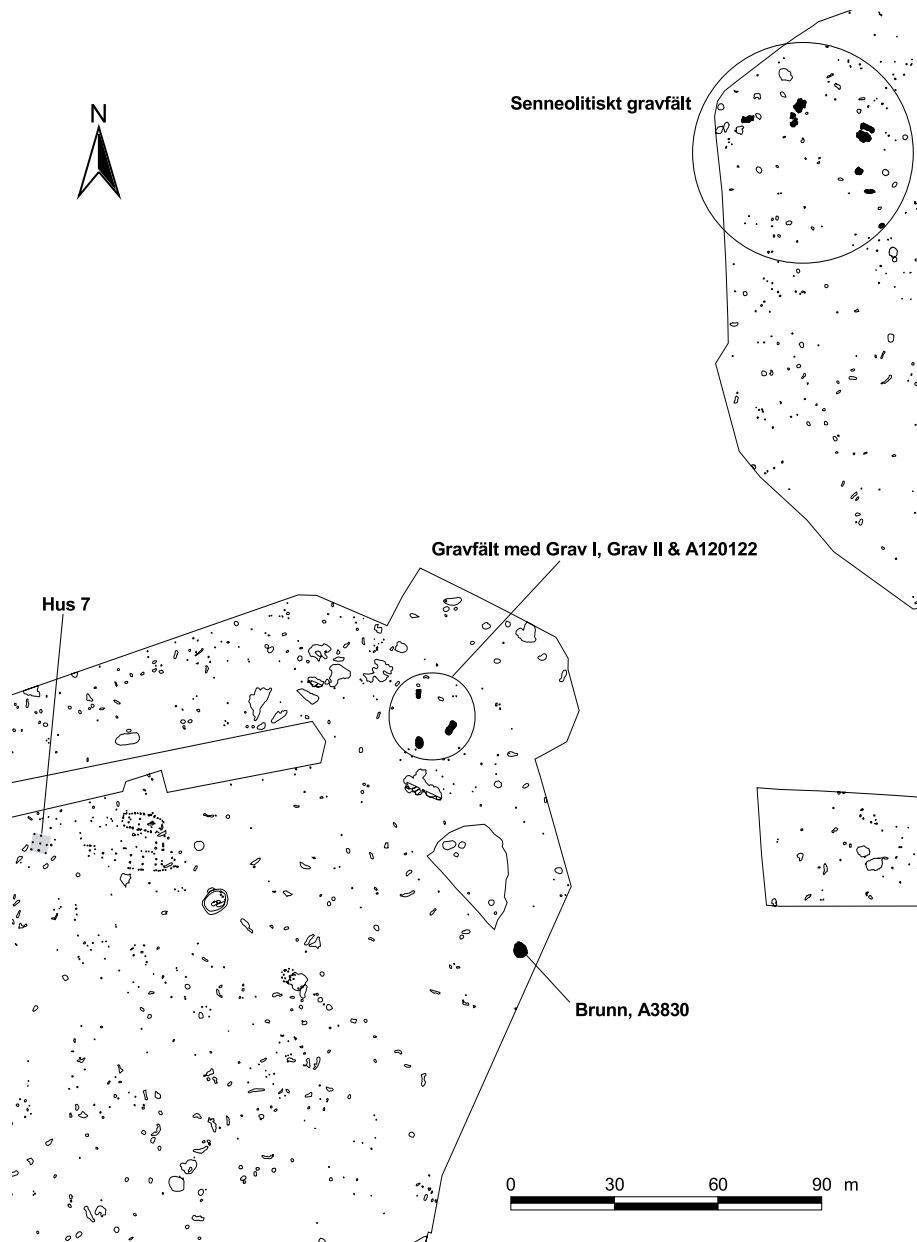 N
Senneolitiskt gravfält
Gravfält med Grav I, Grav II & A120122
Hus 7
Brunn, A3830
0 30 60 90 m